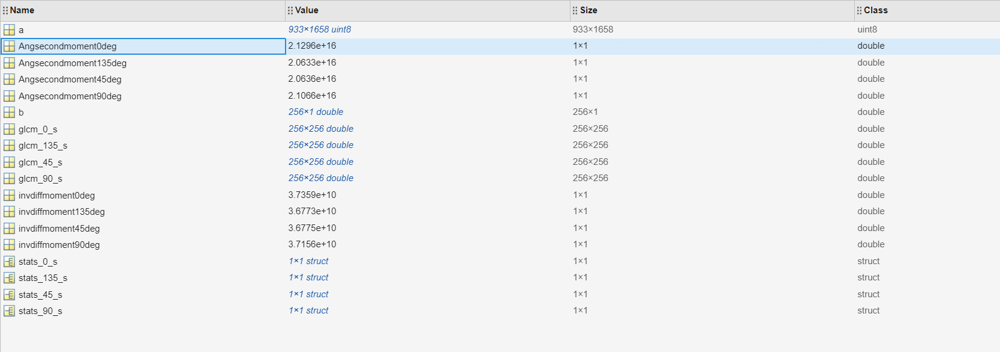 Name Value Size Class
a 933×1658 uint8 933×1658 uint8
Angsecondmoment0deg 2.1296e+16 1×1 double
Angsecondmoment135deg 2.0633e+16 1×1 double
Angsecondmoment45deg 2.0636e+16 1×1 double
Angsecondmoment90deg 2.1066e+16 1×1 double
b 256×1 double 256×1 double
glcm_0_s 256×256 double 256×256 double
glcm_135_s 256×256 double 256×256 double
glcm_45_s 256×256 double 256×256 double
glcm_90_s 256×256 double 256×256 double
invdiffmoment0deg 3.7359e+10 1×1 double
invdiffmoment135deg 3.6773e+10 1×1 double
invdiffmoment45deg 3.6775e+10 1×1 double
invdiffmoment90deg 3.7156e+10 1×1 double
stats_0_s 1×1 struct 1×1 struct
stats_135_s 1×1 struct 1×1 struct
stats_45_s 1×1 struct 1×1 struct
stats_90_s 1×1 struct 1×1 struct